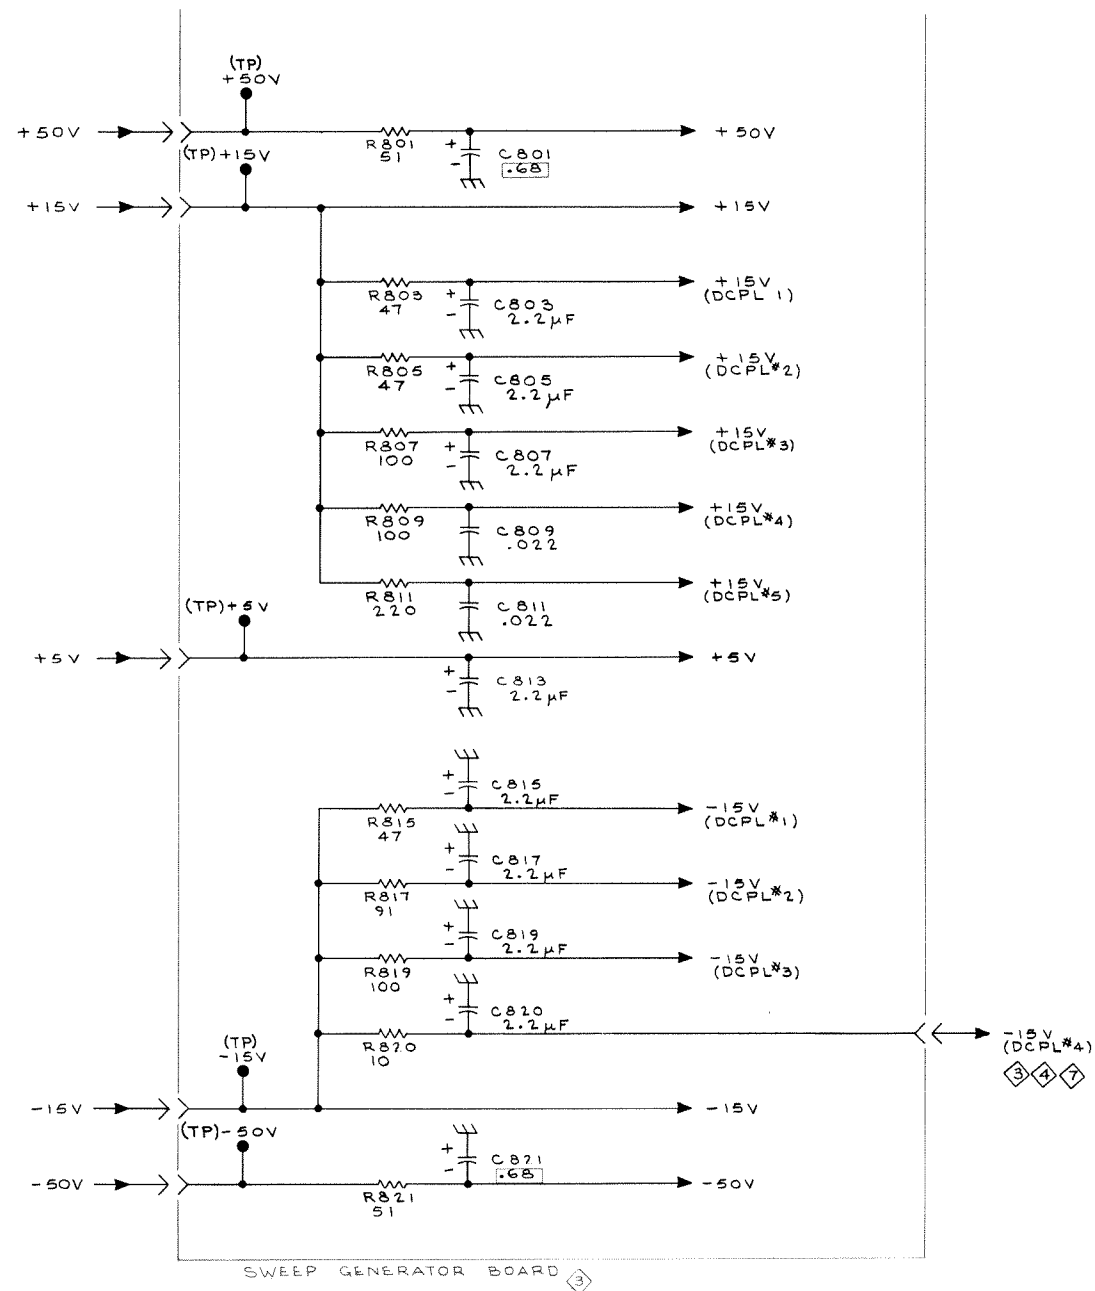 (TP)
+50V
+50V
R801
51
+
-
C801
.68
+50V
(TP)+15V
+15V
+15V
R803
47
+
-
C803
2.2µF
+15V
(DCPL 1)
R805
47
+
-
C805
2.2µF
+15V
(DCPL#2)
R807
100
+
-
C807
2.2µF
+15V
(DCPL#3)
R809
100
C809
.022
+15V
(DCPL#4)
R811
220
C811
.022
+15V
(DCPL#5)
(TP)+5V
+5V
+
-
C813
2.2µF
+5V
+
-
C815
2.2µF
R815
47
-15V
(DCPL#1)
+
-
C817
2.2µF
R817
91
-15V
(DCPL#2)
+
-
C819
2.2µF
R819
100
-15V
(DCPL#3)
+
-
C820
2.2µF
R820
10
-15V
(DCPL#4)
3 4 7
(TP)
-15V
-15V
-15V
(TP)-50V
-50V
+
-
C821
.68
R821
51
-50V
SWEEP GENERATOR BOARD 3